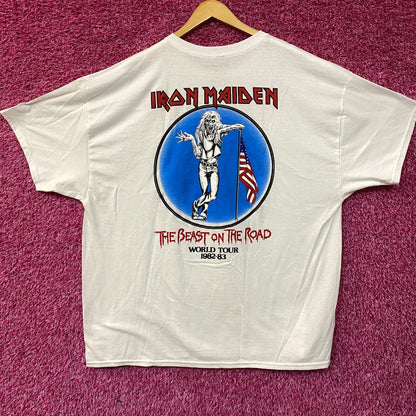 IRON MAIDEN
THE BEAST ON THE ROAD
WORLD TOUR
1982-83